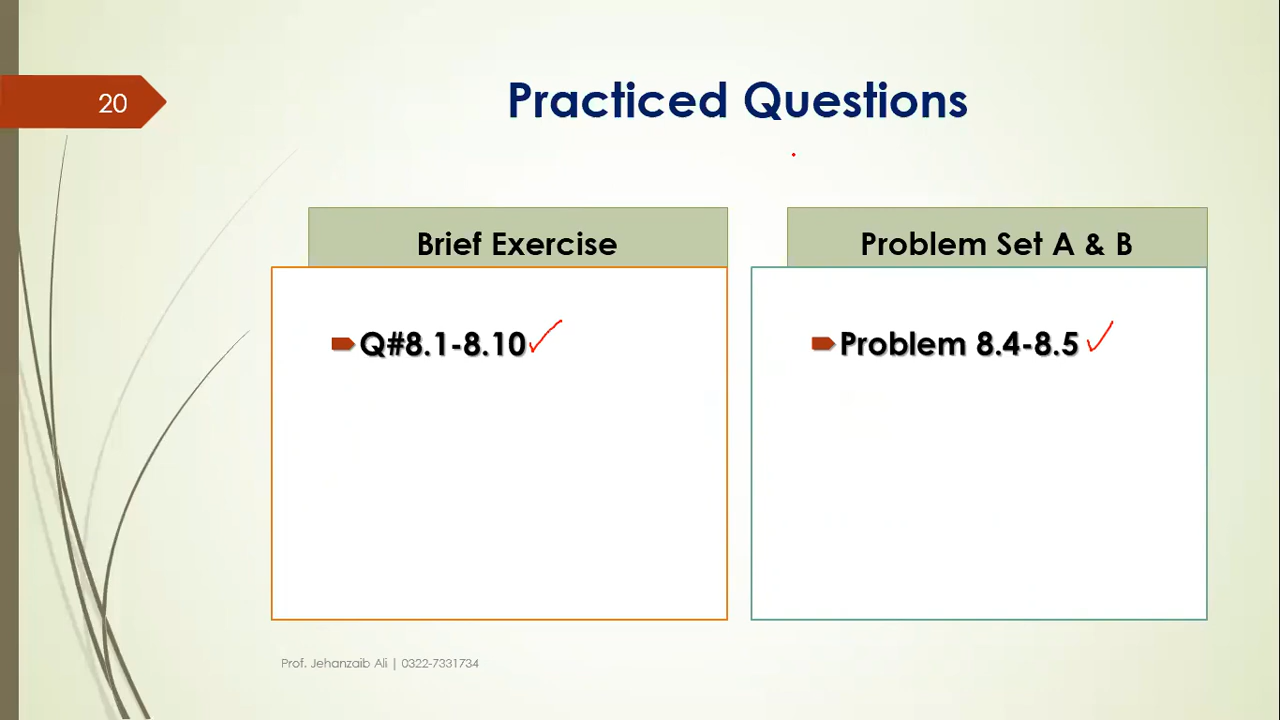 20
Practiced Questions
Brief Exercise
Q#8.1-8.10
Problem Set A & B
Problem 8.4-8.5
Prof. Jehanzaib Ali | 0322-7331734